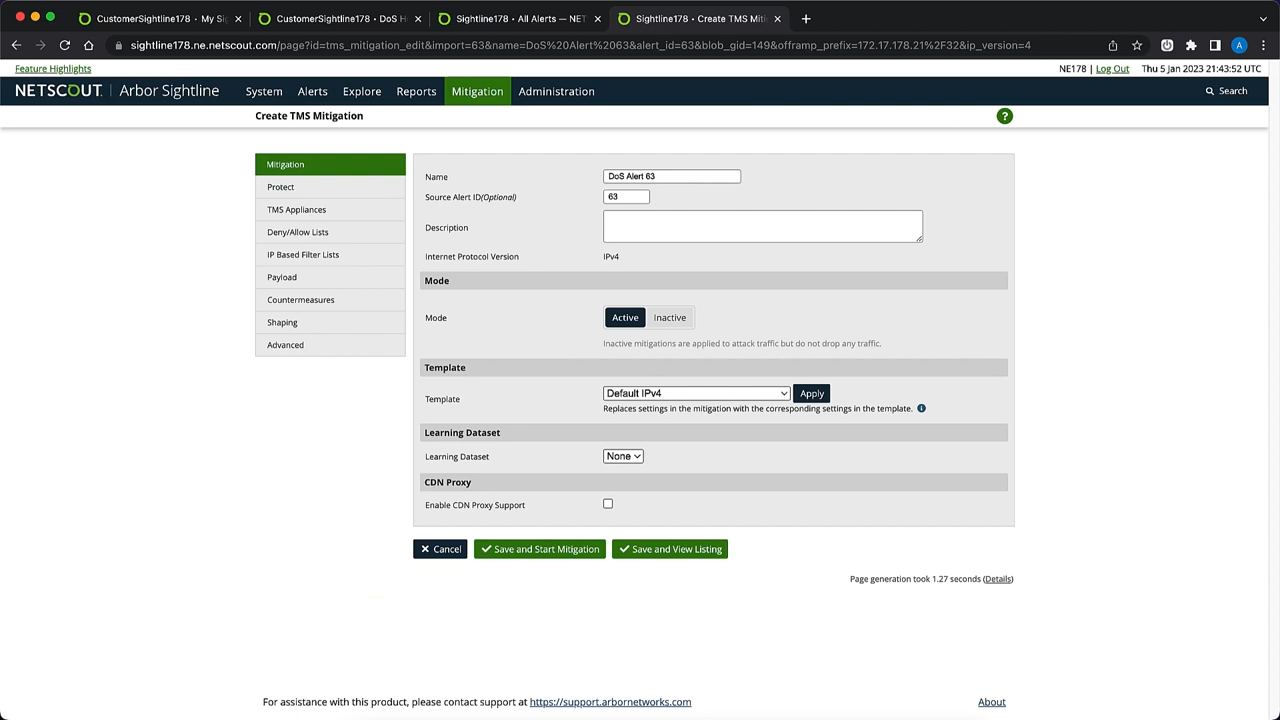 CustomerSightline178 • My Si
CustomerSightline178 • DoS H
Sightline178 • All Alerts — NET
Sightline178 • Create TMS Miti
sightline178.ne.netscout.com/page?id=tms_mitigation_edit&import=63&name=DoS%20Alert%2063&alert_id=63&blob_gid=149&offramp_prefix=172.17.178.21%2F32&ip_version=4
A
Feature Highlights
NE178 | Log Out Thu 5 Jan 2023 21:43:52 UTC
NETSCOUT. Arbor Sightline
System Alerts Explore Reports Mitigation Administration
Search
Create TMS Mitigation
?
Mitigation
Protect
TMS Appliances
Deny/Allow Lists
IP Based Filter Lists
Payload
Countermeasures
Shaping
Advanced
Name DoS Alert 63
Source Alert ID(Optional) 63
Description
Internet Protocol Version IPv4
Mode
Mode Active Inactive
Inactive mitigations are applied to attack traffic but do not drop any traffic.
Template
Template Default IPv4 Apply
Replaces settings in the mitigation with the corresponding settings in the template.
Learning Dataset
Learning Dataset None
CDN Proxy
Enable CDN Proxy Support
Cancel Save and Start Mitigation Save and View Listing
Page generation took 1.27 seconds (Details)
For assistance with this product, please contact support at https://support.arbornetworks.com
About